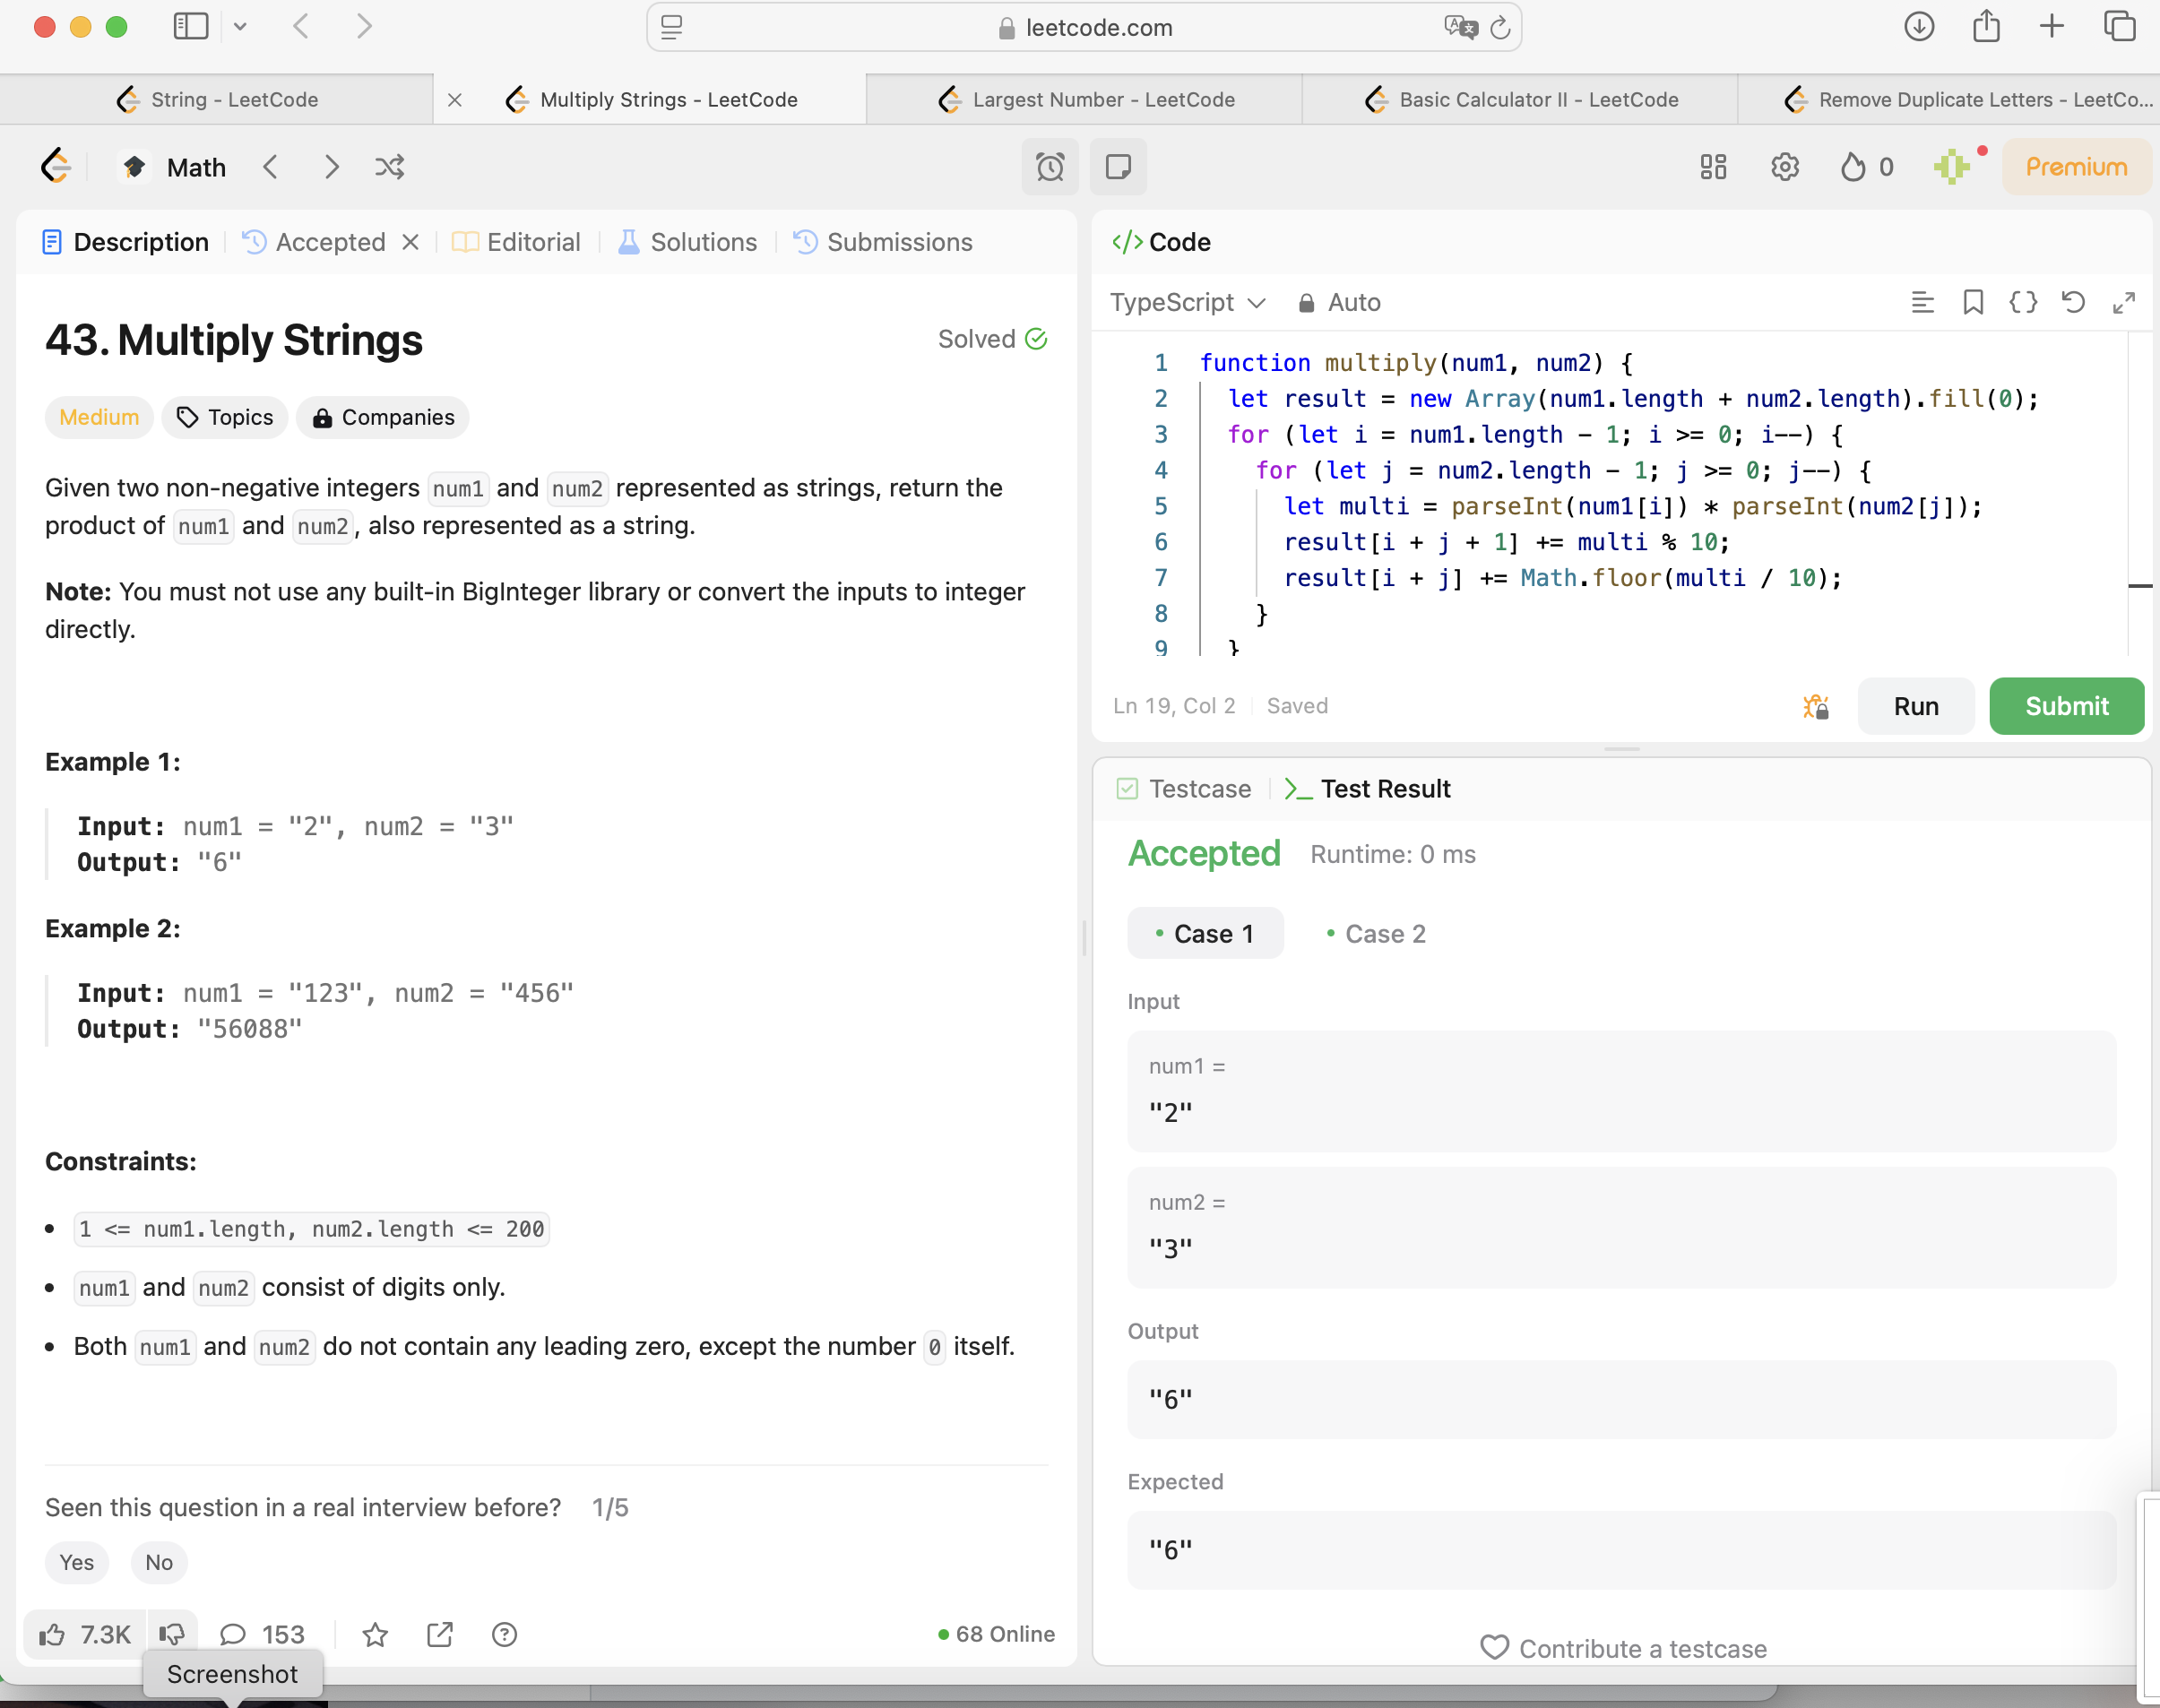 leetcode.com
String - LeetCode
Multiply Strings - LeetCode
Largest Number - LeetCode
Basic Calculator II - LeetCode
Remove Duplicate Letters - LeetCo...
Math
0
Premium
Description
Accepted
Editorial
Solutions
Submissions
43. Multiply Strings
Solved
Medium
Topics
Companies
Given two non-negative integers num1 and num2 represented as strings, return the
product of num1 and num2, also represented as a string.
Note: You must not use any built-in BigInteger library or convert the inputs to integer
directly.
Example 1:
Input: num1 = "2", num2 = "3"
Output: "6"
Example 2:
Input: num1 = "123", num2 = "456"
Output: "56088"
Constraints:
1 <= num1.length, num2.length <= 200
num1 and num2 consist of digits only.
Both num1 and num2 do not contain any leading zero, except the number 0 itself.
Seen this question in a real interview before? 1/5
Yes
No
7.3K
153
68 Online
Screenshot
</> Code
TypeScript
Auto
1 function multiply(num1, num2) {
2 let result = new Array(num1.length + num2.length).fill(0);
3 for (let i = num1.length - 1; i >= 0; i--) {
4 for (let j = num2.length - 1; j >= 0; j--) {
5 let multi = parseInt(num1[i]) * parseInt(num2[j]);
6 result[i + j + 1] += multi % 10;
7 result[i + j] += Math.floor(multi / 10);
8 }
9 }
Ln 19, Col 2
Saved
Run
Submit
Testcase
Test Result
Accepted
Runtime: 0 ms
Case 1
Case 2
Input
num1 =
"2"
num2 =
"3"
Output
"6"
Expected
"6"
Contribute a testcase